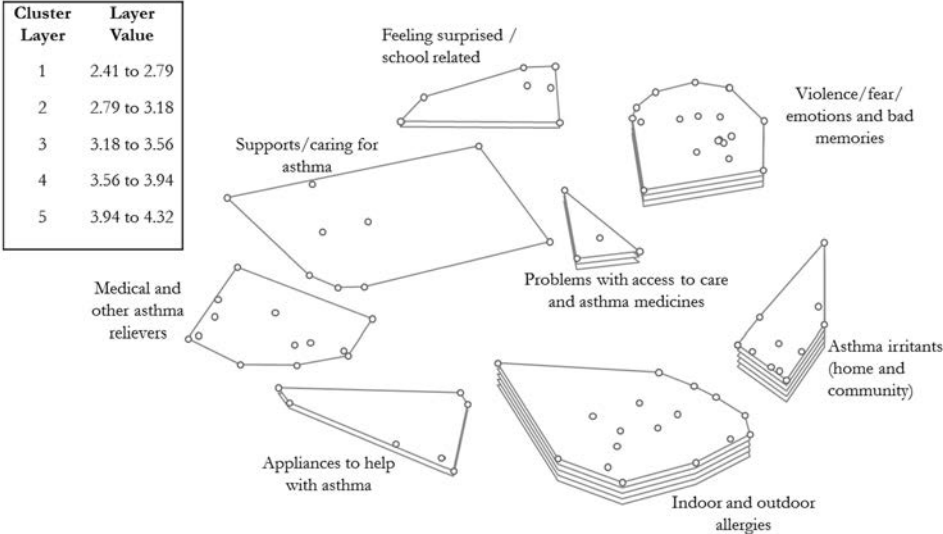 Cluster Layer
Layer Value
1 2.41 to 2.79
2 2.79 to 3.18
3 3.18 to 3.56
4 3.56 to 3.94
5 3.94 to 4.32
Feeling surprised /
school related
Violence/fear/
emotions and bad
memories
Supports/caring for
asthma
Problems with access to care
and asthma medicines
Medical and
other asthma
relievers
Asthma irritants
(home and
community)
Appliances to help
with asthma
Indoor and outdoor
allergies